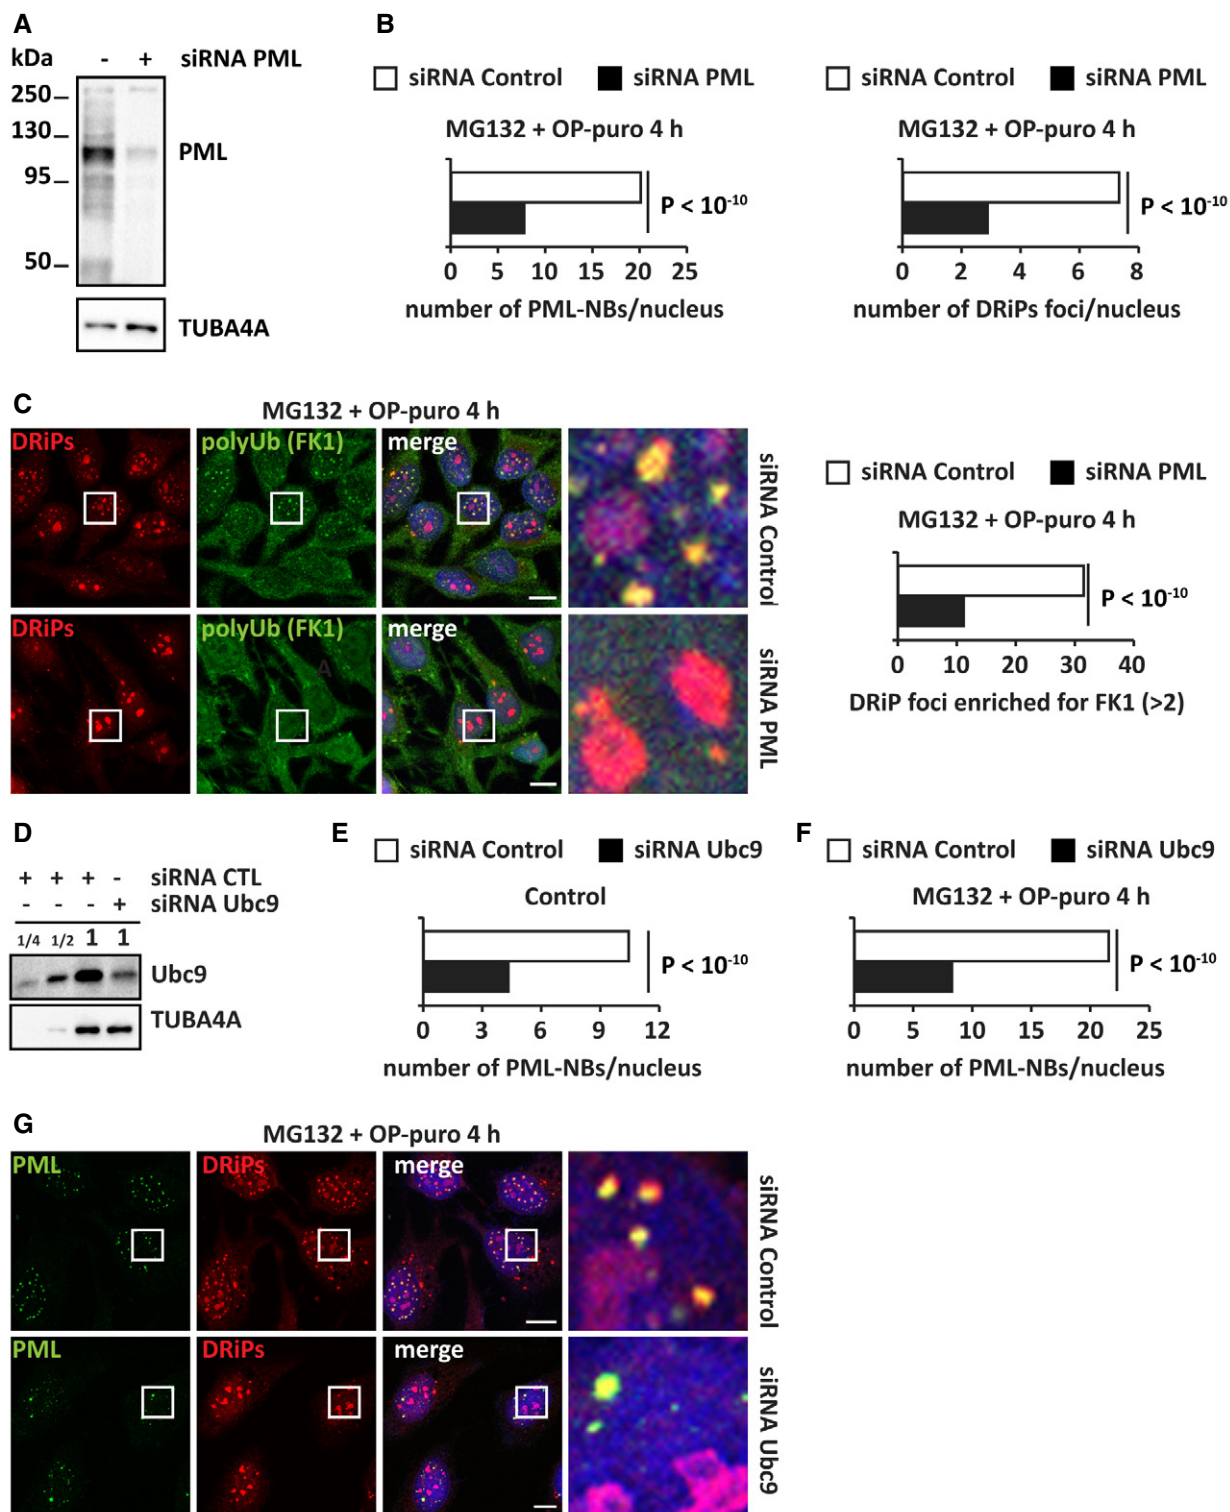 A
kDa - + siRNA PML
250
130
PML
95
50
TUBA4A
B
siRNA Control siRNA PML
MG132 + OP-puro 4 h
P < 10⁻¹⁰
0 5 10 15 20 25
number of PML-NBs/nucleus
siRNA Control siRNA PML
MG132 + OP-puro 4 h
P < 10⁻¹⁰
0 2 4 6 8
number of DRiPs foci/nucleus
C
MG132 + OP-puro 4 h
DRiPs polyUb (FK1) merge
siRNA Control
DRiPs polyUb (FK1) merge
A
siRNA PML
siRNA Control siRNA PML
MG132 + OP-puro 4 h
P < 10⁻¹⁰
0 10 20 30 40
DRiP foci enriched for FK1 (>2)
D
+ + + - siRNA CTL
- - - + siRNA Ubc9
1/4 1/2 1 1
Ubc9
TUBA4A
E
siRNA Control siRNA Ubc9
Control
P < 10⁻¹⁰
0 3 6 9 12
number of PML-NBs/nucleus
F
siRNA Control siRNA Ubc9
MG132 + OP-puro 4 h
P < 10⁻¹⁰
0 5 10 15 20 25
number of PML-NBs/nucleus
G
MG132 + OP-puro 4 h
PML DRiPs merge
siRNA Control
PML DRiPs merge
siRNA Ubc9